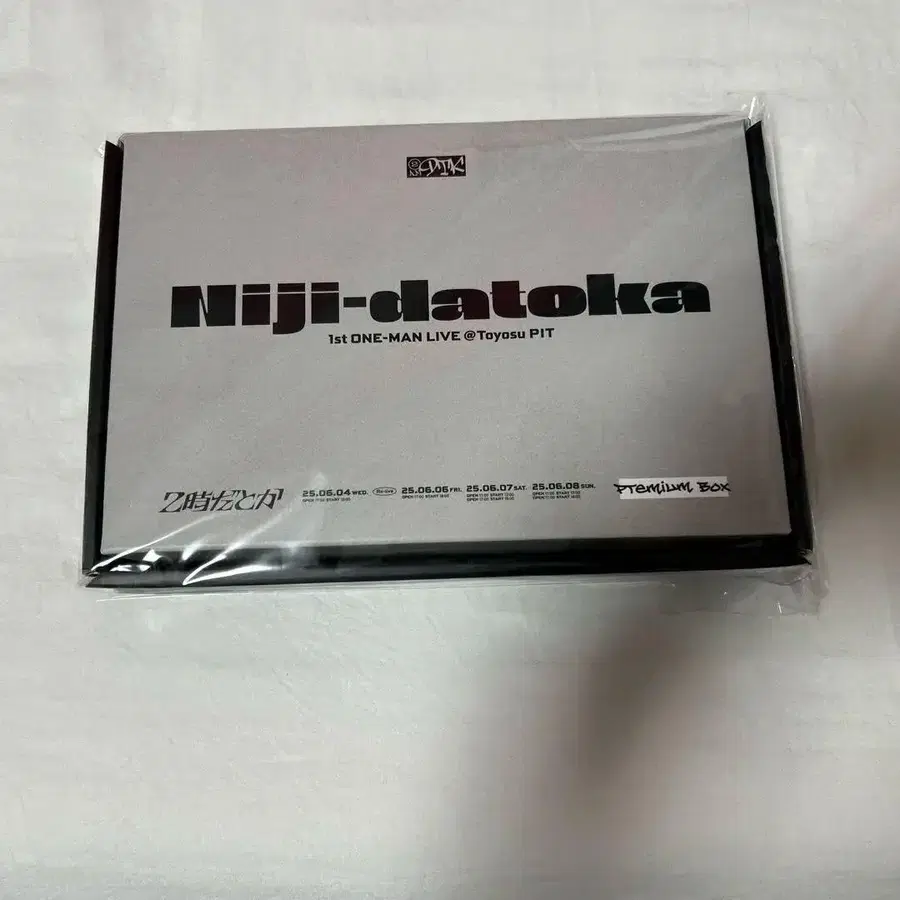 DTK
Niji-datoka
1st ONE-MAN LIVE @Toyosu PIT
2時だとか
25.06.04 WED.
25.06.06 FRI.
25.06.07 SAT.
25.06.08 SUN.
Premium Box